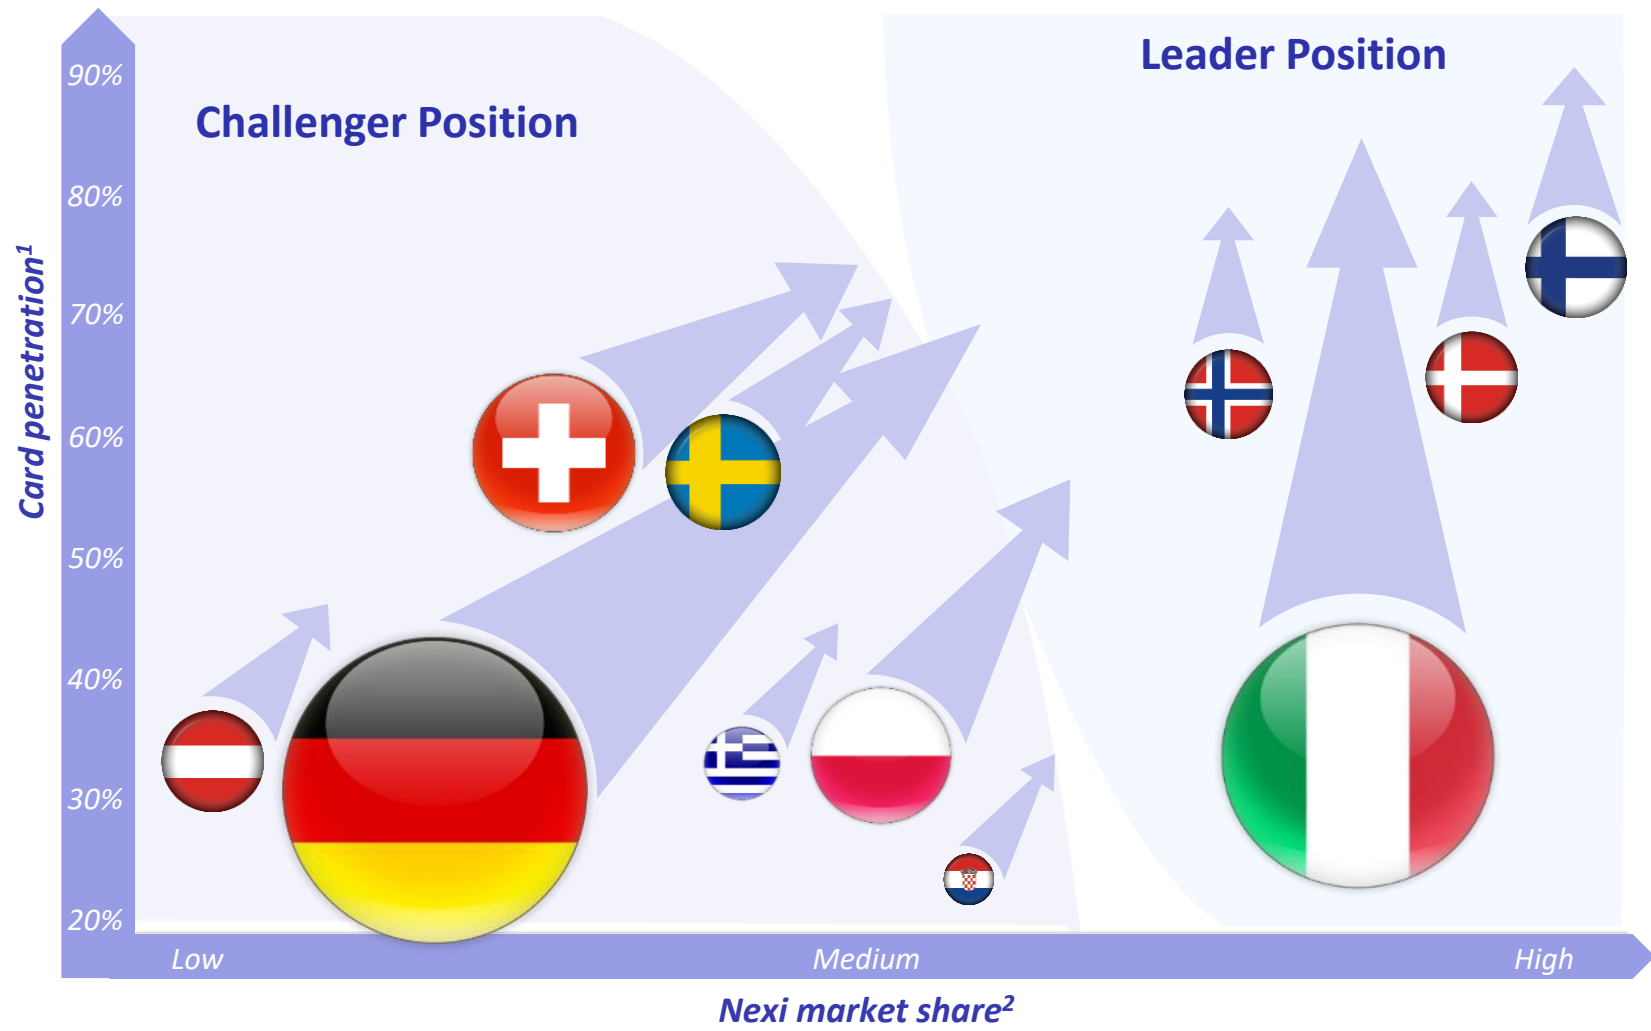 Leader Position
Challenger Position
Card penetration¹
90%
80%
70%
60%
50%
40%
30%
20%
Low
Medium
High
Nexi market share²